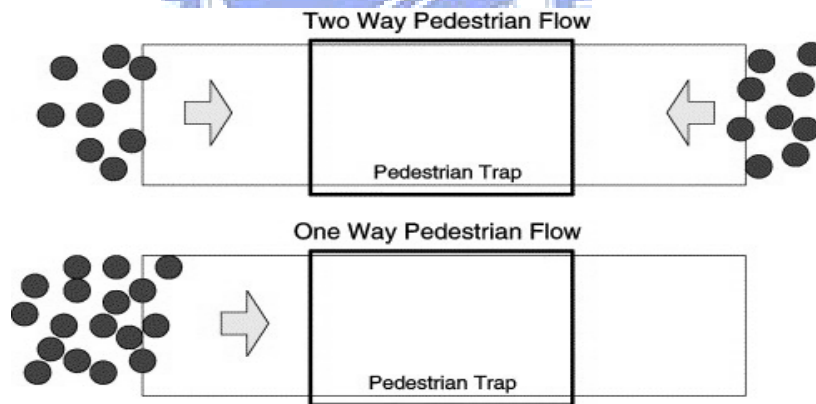 Two Way Pedestrian Flow
Pedestrian Trap
One Way Pedestrian Flow
Pedestrian Trap